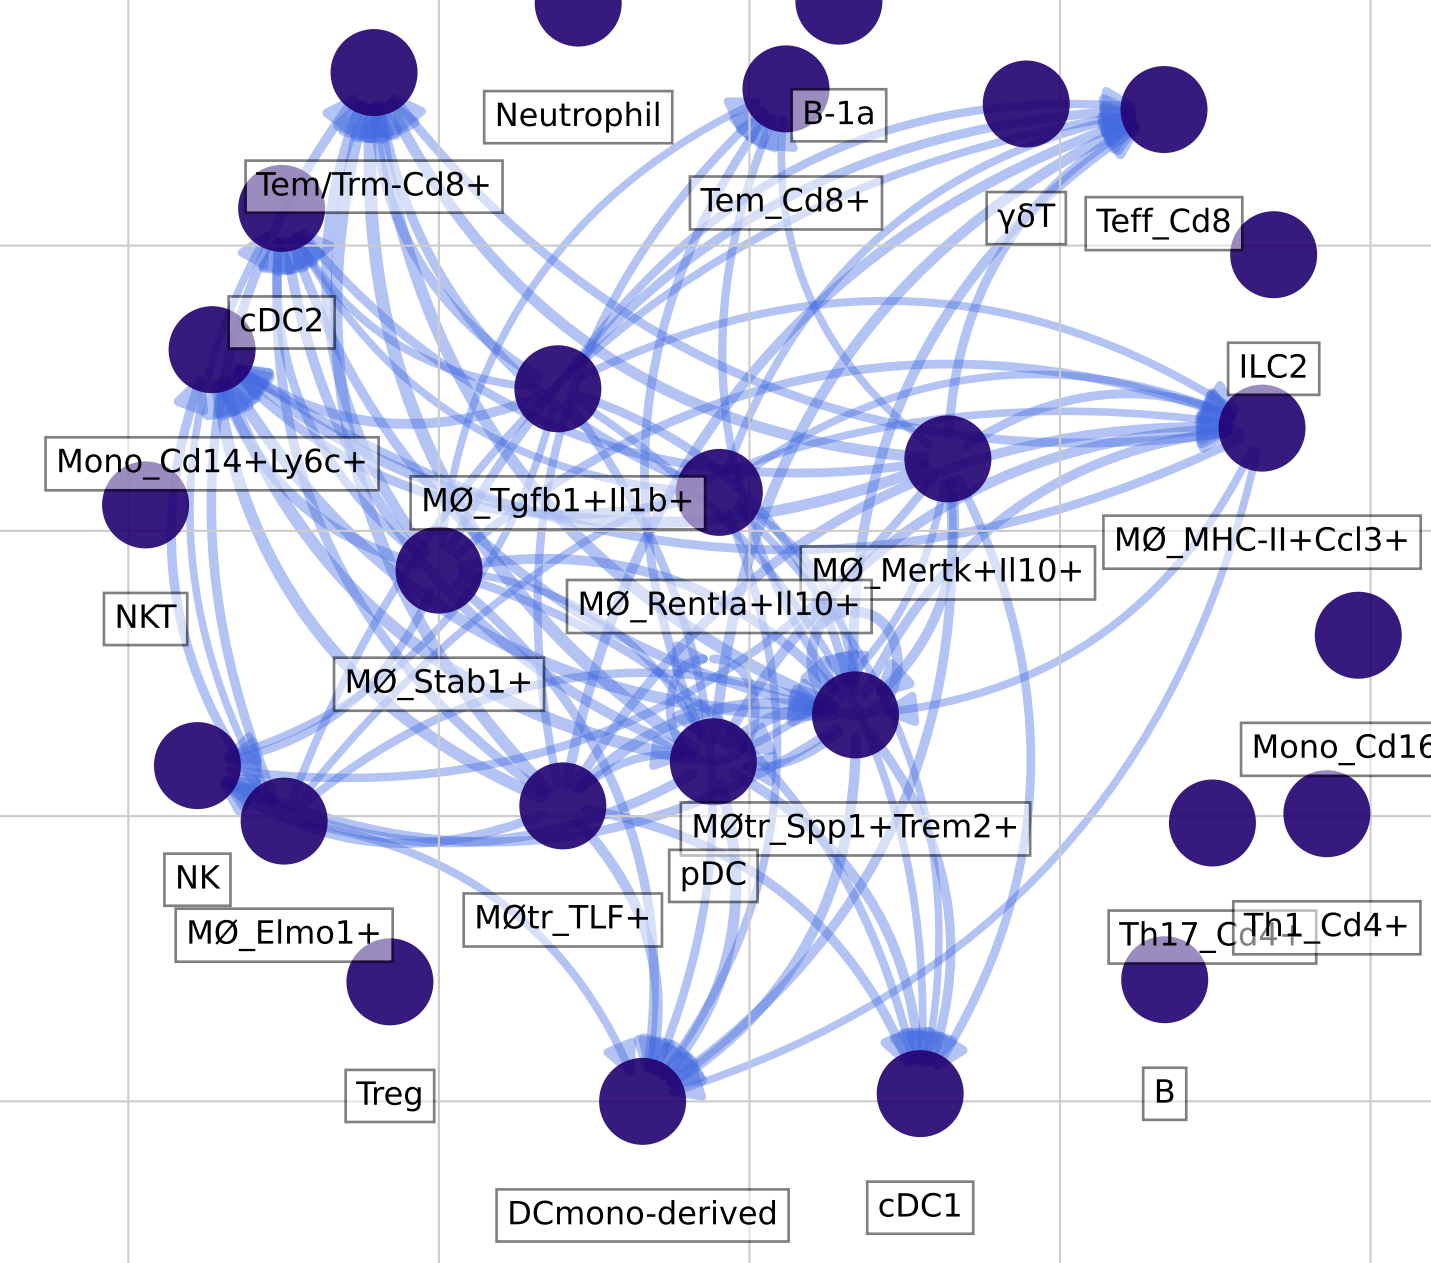 Neutrophil
B-1a
Tem/Trm-Cd8+
Tem_Cd8+
γδT
Teff_Cd8
cDC2
ILC2
Mono_Cd14+Ly6c+
MØ_Tgfb1+Il1b+
MØ_MHC-II+Ccl3+
MØ_Mertk+Il10+
MØ_Rentla+Il10+
NKT
MØ_Stab1+
Mono_Cd16
MØtr_Spp1+Trem2+
pDC
NK
MØtr_TLF+
MØ_Elmo1+
Th17_Cd4+
Th1_Cd4+
Treg
B
DCmono-derived
cDC1